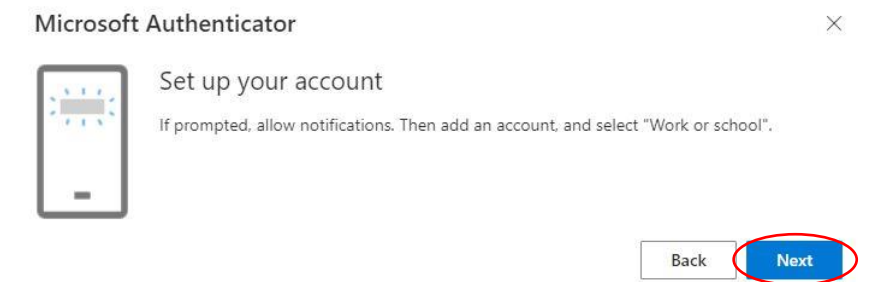 Microsoft Authenticator
Set up your account
If prompted, allow notifications. Then add an account, and select "Work or school".
Back
Next